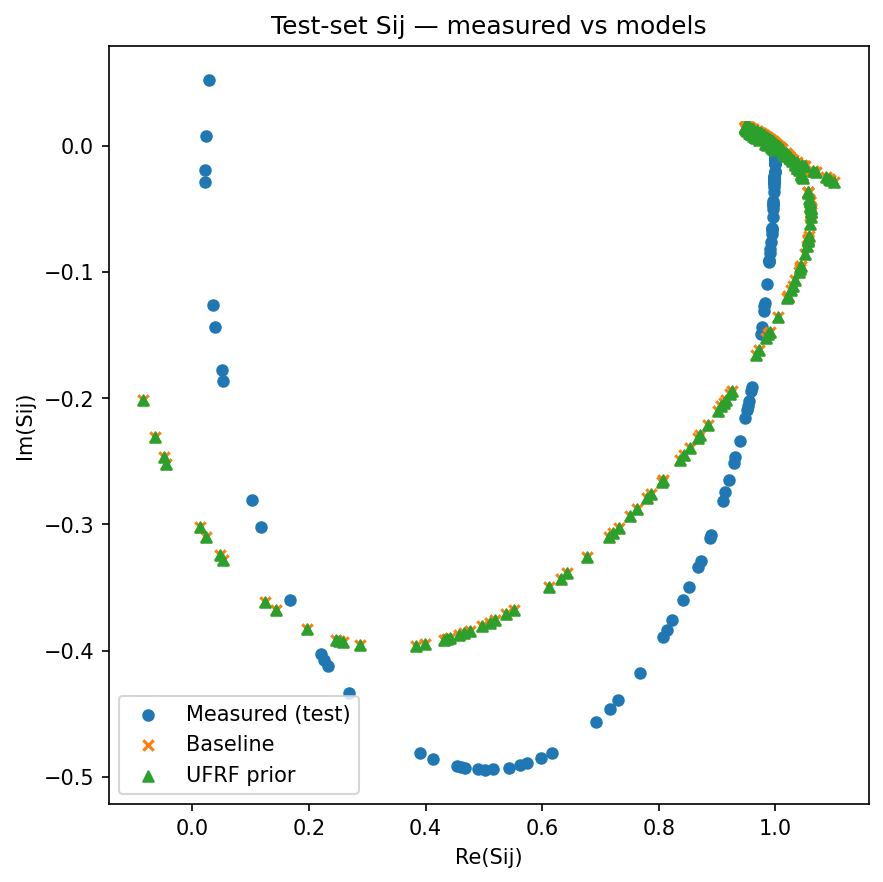 Test-set Sij — measured vs models
Im(Sij)
0.0
−0.1
−0.2
−0.3
−0.4
−0.5
Measured (test)
Baseline
UFRF prior
0.0 0.2 0.4 0.6 0.8 1.0
Re(Sij)